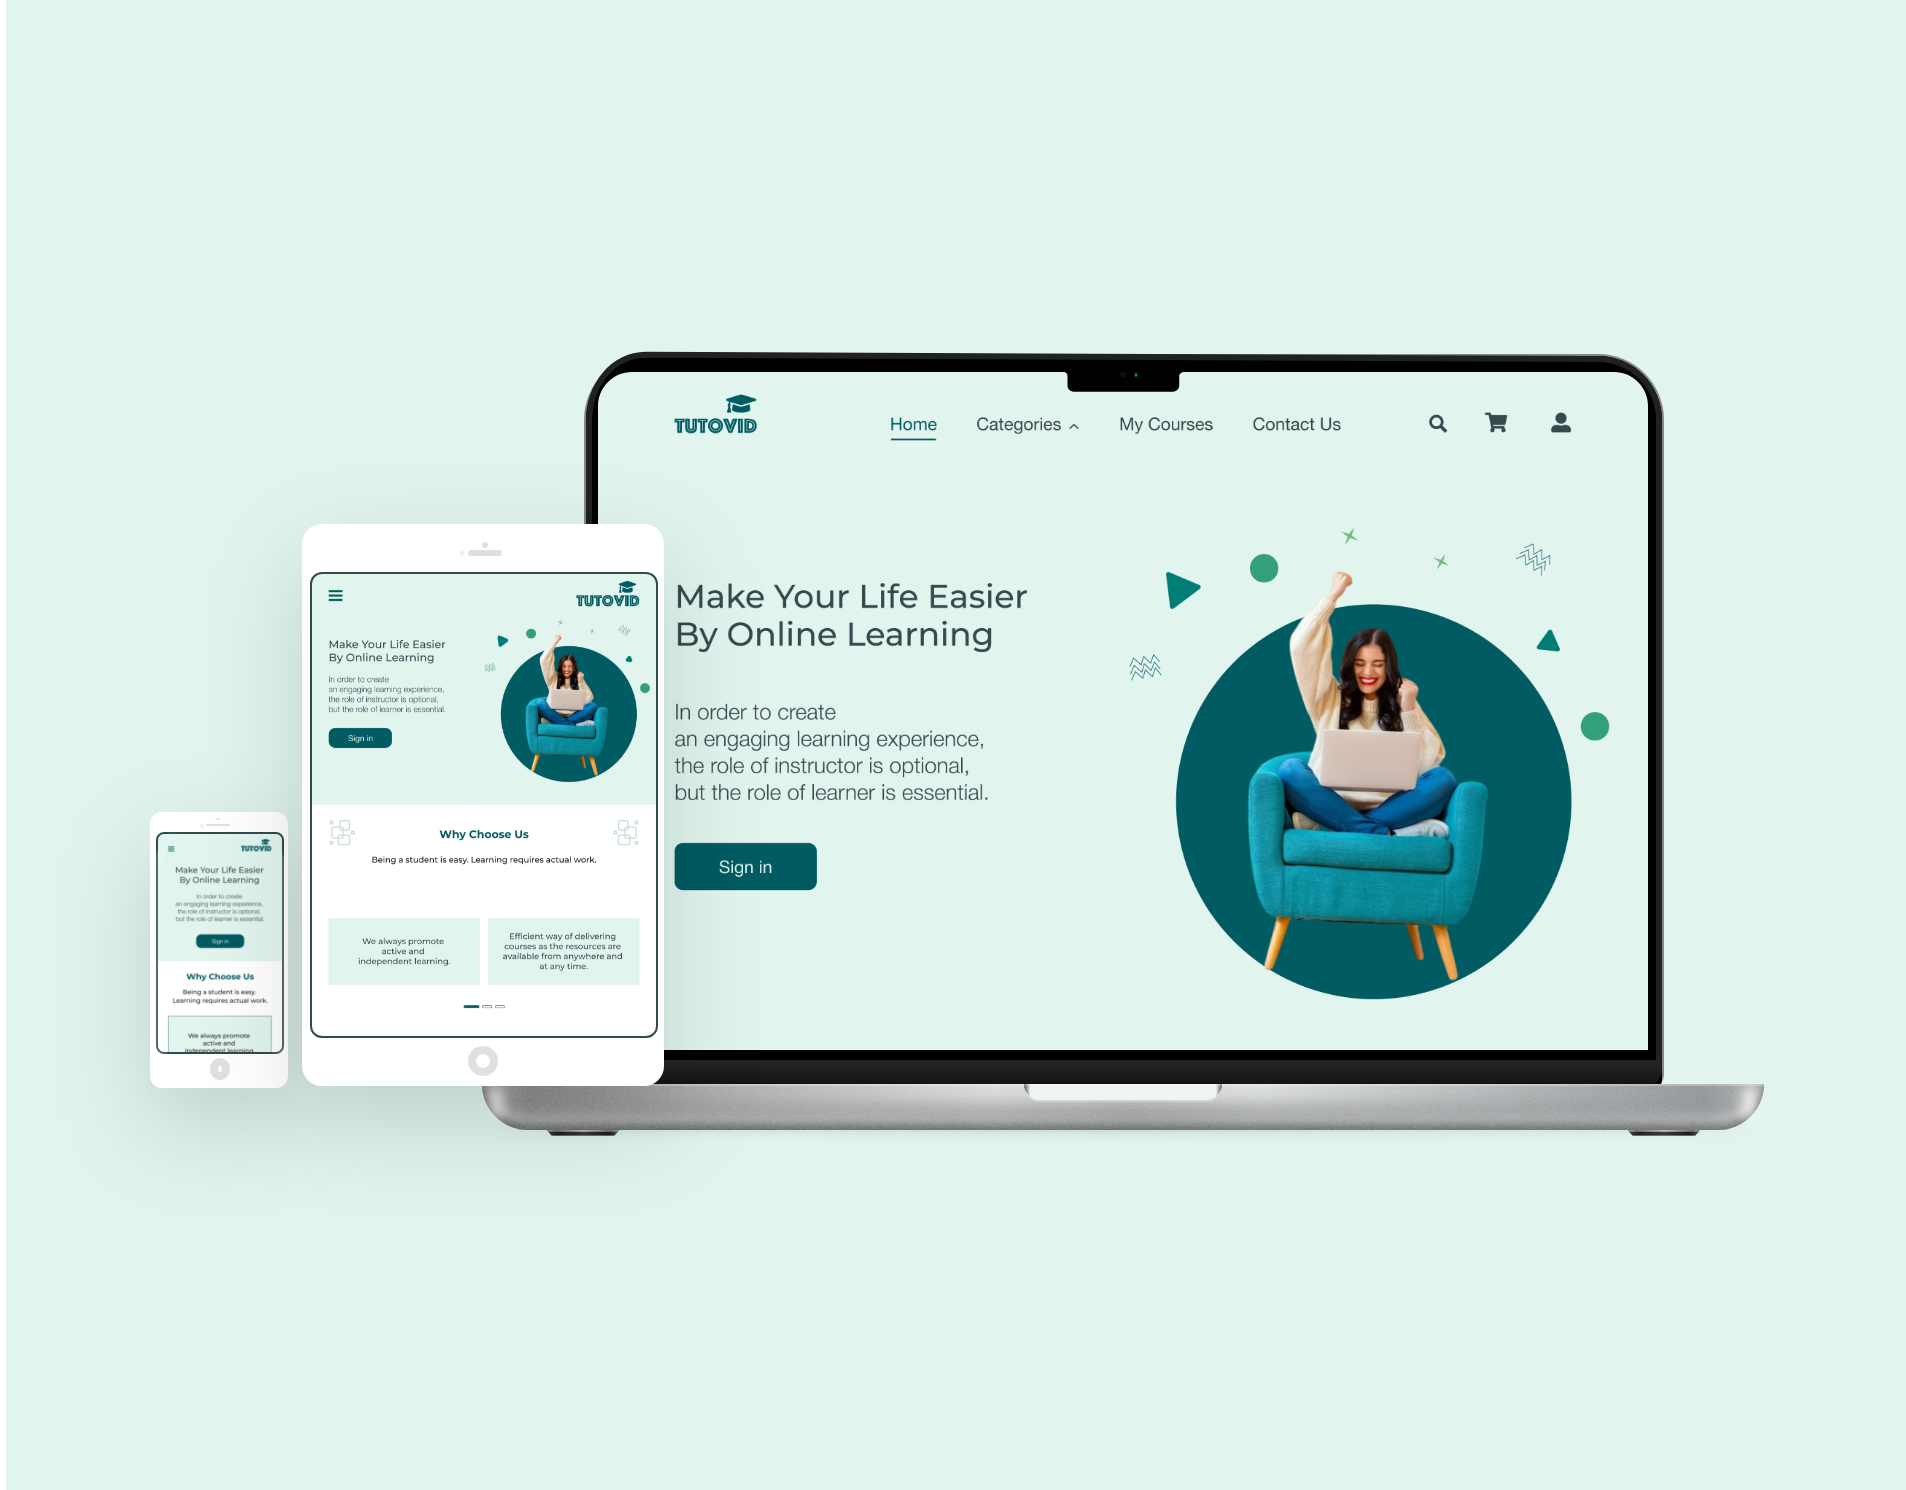 TUTOVID
Home
Categories
My Courses
Contact Us
Make Your Life Easier
By Online Learning
In order to create
an engaging learning experience,
the role of instructor is optional,
but the role of learner is essential.
Sign in
TUTOVID
Make Your Life Easier
By Online Learning
In order to create
an engaging learning experience,
the role of instructor is optional,
but the role of learner is essential.
Sign in
Why Choose Us
Being a student is easy. Learning requires actual work.
We always promote
active and
independent learning.
Efficient way of delivering
courses as the resources are
available from anywhere and
at any time.
TUTOVID
Make Your Life Easier
By Online Learning
In order to create
an engaging learning experience,
the role of instructor is optional,
but the role of learner is essential.
Sign in
Why Choose Us
Being a student is easy.
Learning requires actual work.
We always promote
active and
independent learning